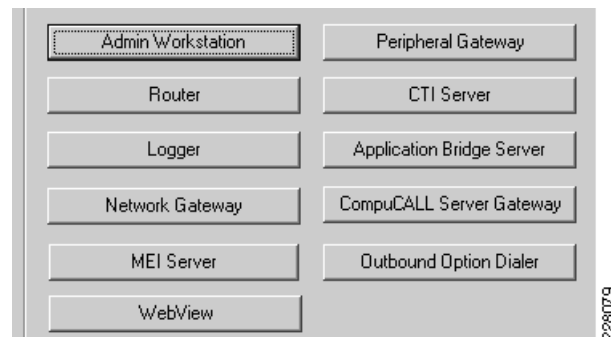 Admin Workstation
Peripheral Gateway
Router
CTI Server
Logger
Application Bridge Server
Network Gateway
CompuCALL Server Gateway
MEI Server
Outbound Option Dialer
WebView
228079